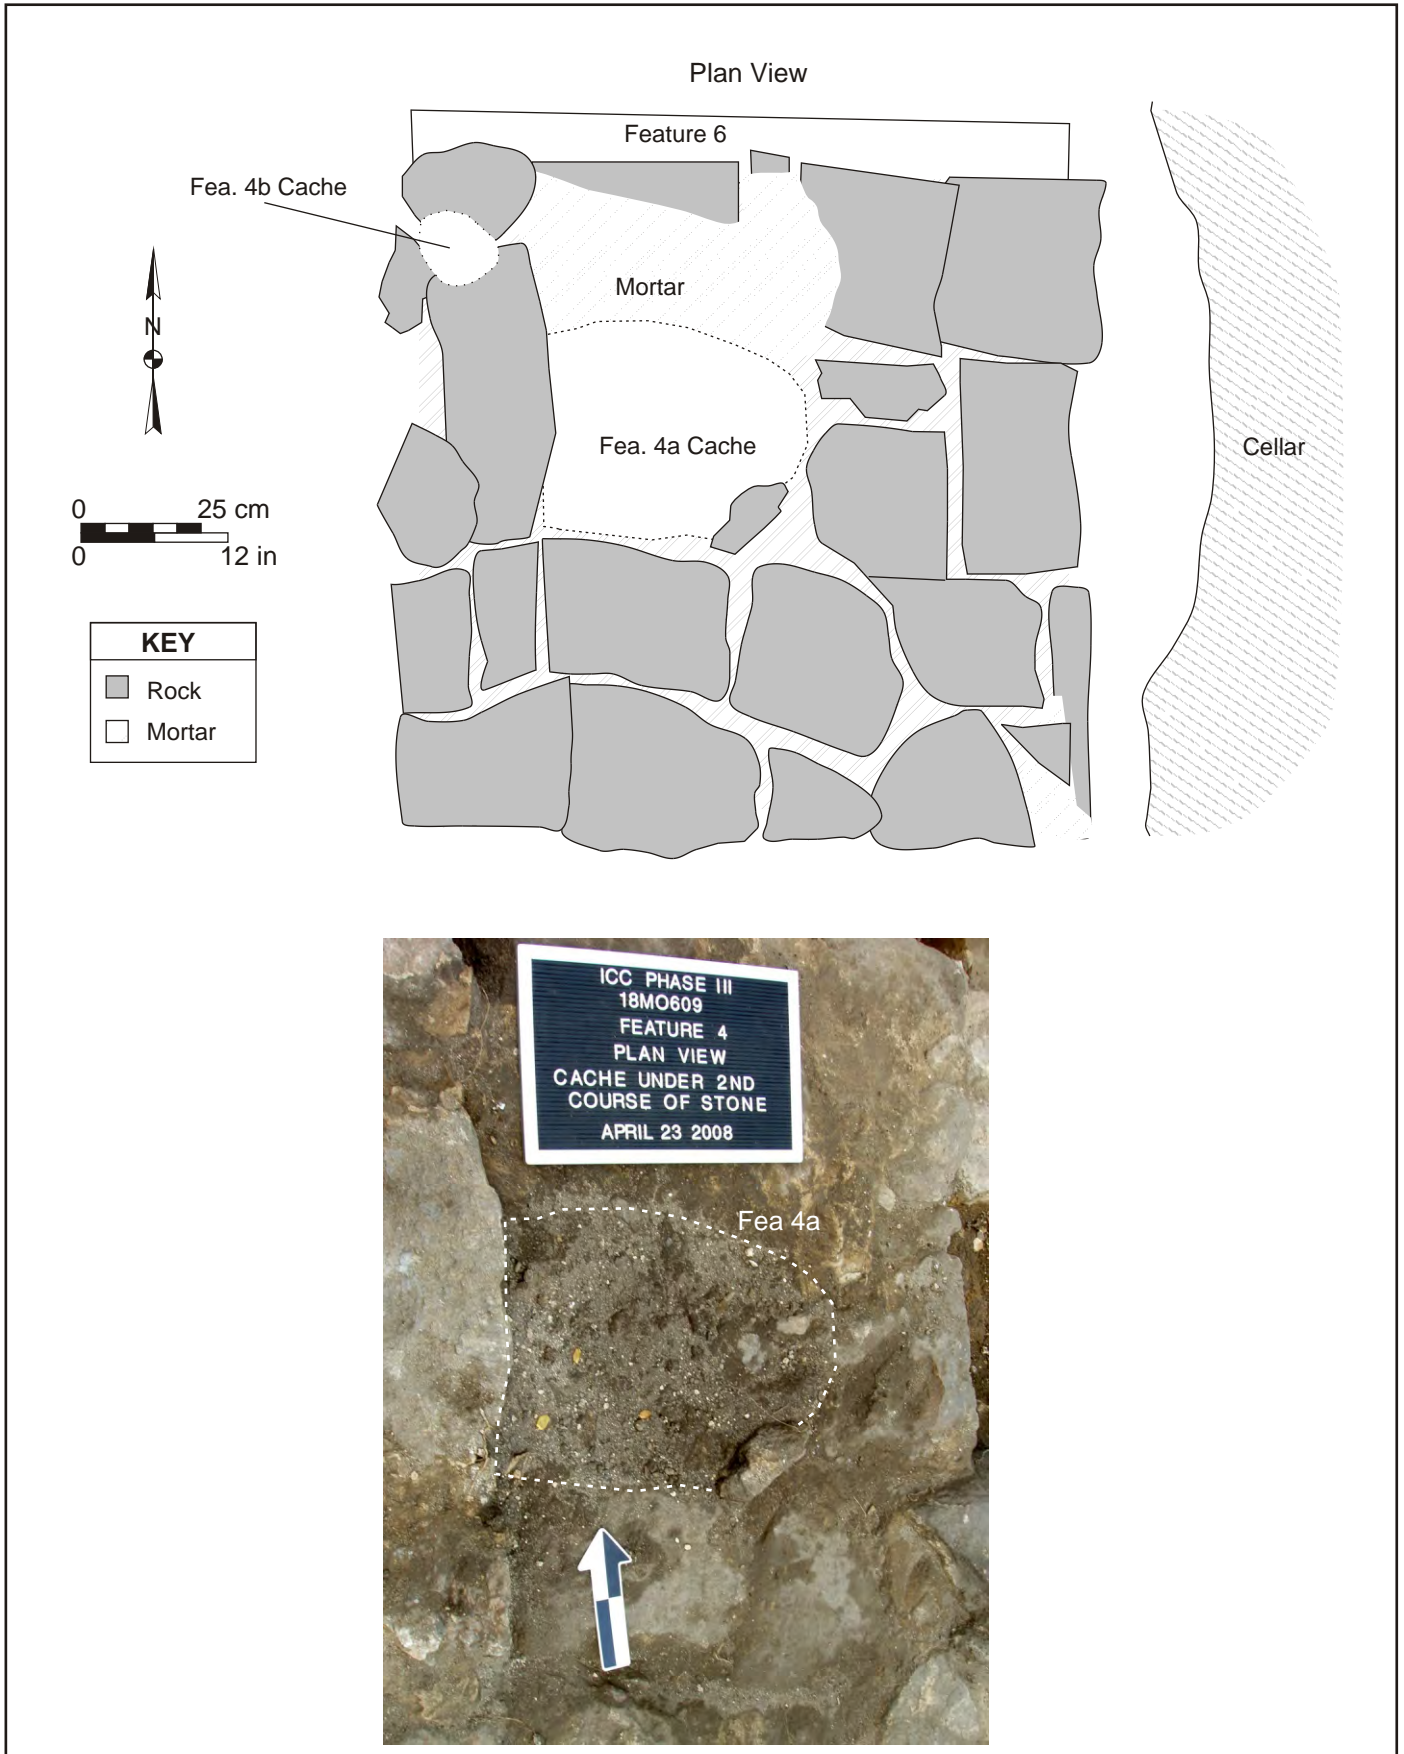 Plan View
Feature 6
Fea. 4b Cache
Mortar
N
Fea. 4a Cache
Cellar
0 25 cm
0 12 in
KEY
Rock
Mortar
ICC PHASE III
18MO609
FEATURE 4
PLAN VIEW
CACHE UNDER 2ND
COURSE OF STONE
APRIL 23 2008
Fea 4a